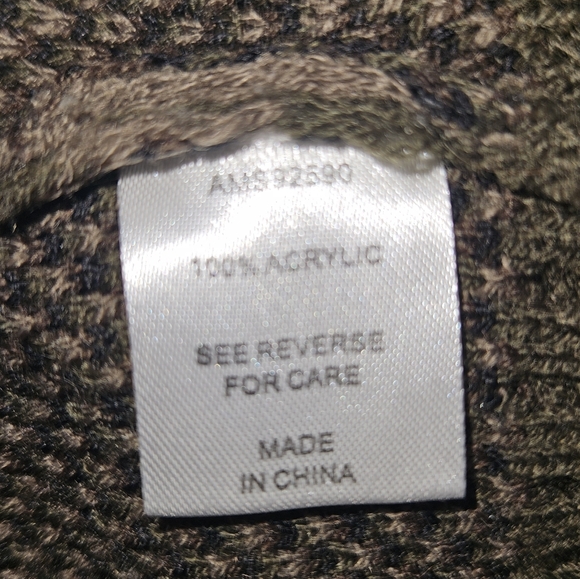 AMS92590
100% ACRYLIC
SEE REVERSE
FOR CARE
MADE
IN CHINA